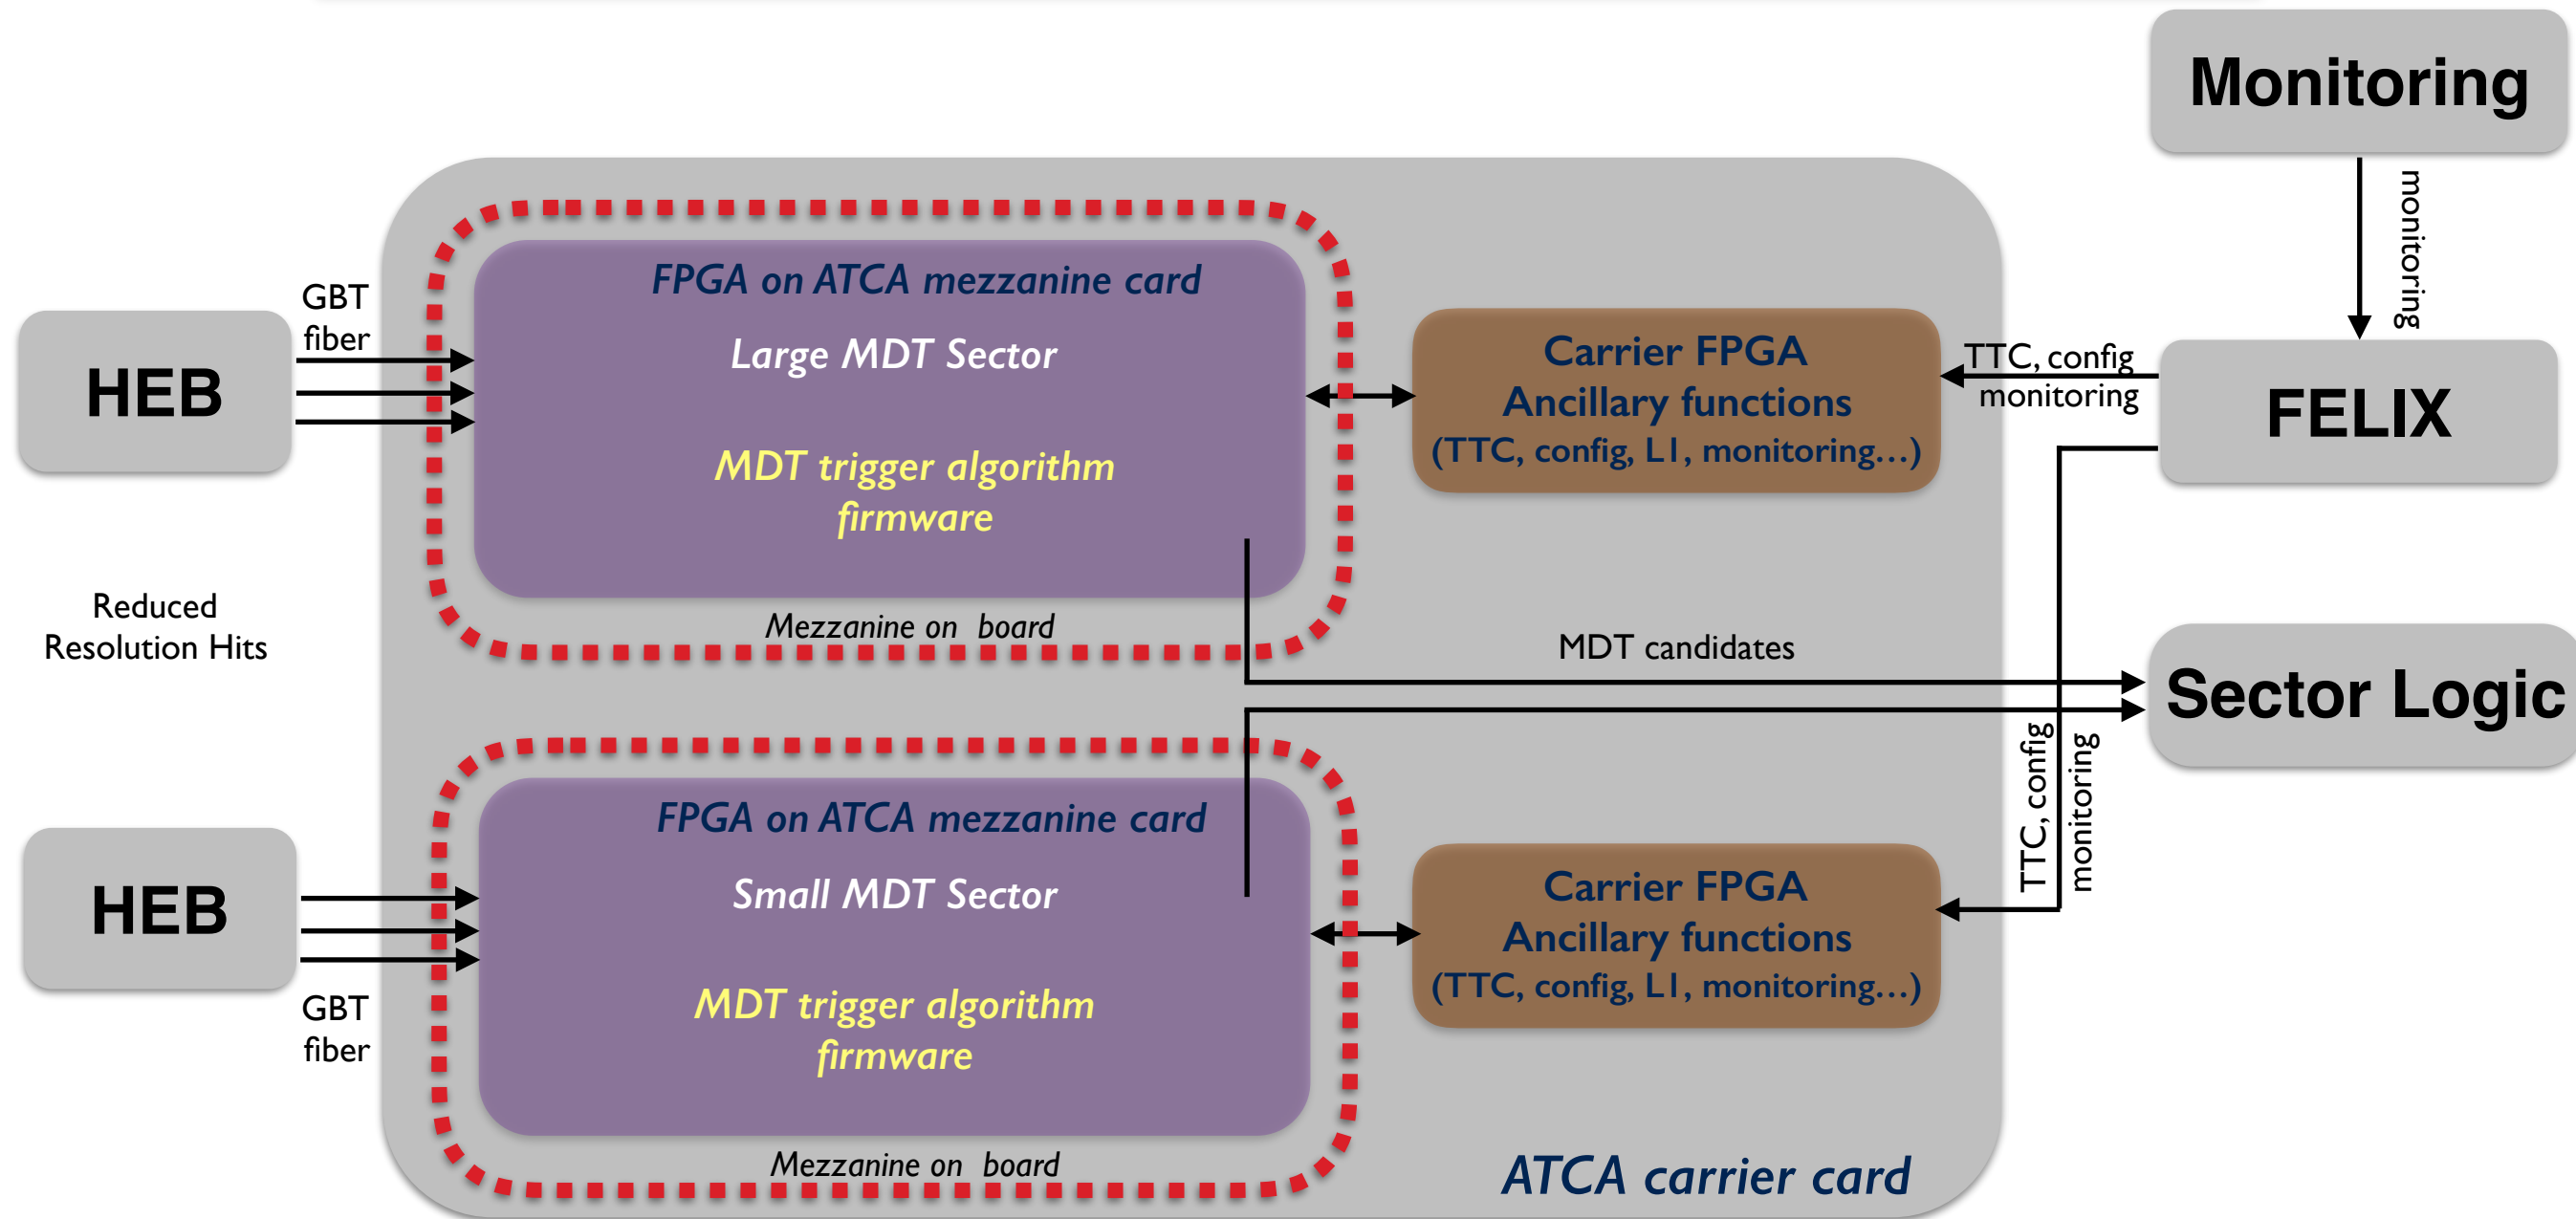 Monitoring
monitoring
FPGA on ATCA mezzanine card
Large MDT Sector
MDT trigger algorithm
firmware
Mezzanine on board
GBT
fiber
HEB
Carrier FPGA
Ancillary functions
(TTC, config, L1, monitoring...)
TTC, config
monitoring
FELIX
Reduced
Resolution Hits
MDT candidates
Sector Logic
TTC, config
monitoring
FPGA on ATCA mezzanine card
Small MDT Sector
MDT trigger algorithm
firmware
Mezzanine on board
HEB
GBT
fiber
Carrier FPGA
Ancillary functions
(TTC, config, L1, monitoring...)
ATCA carrier card